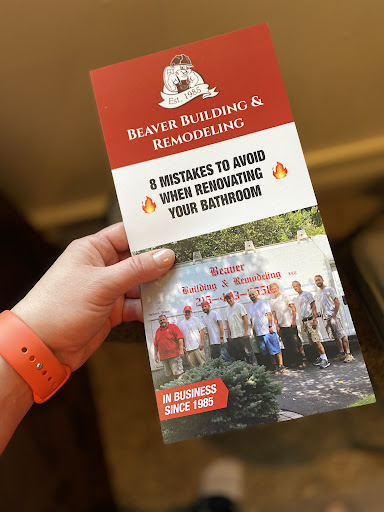 Est. 1985
BEAVER BUILDING &
REMODELING
8 MISTAKES TO AVOID
WHEN RENOVATING
YOUR BATHROOM
Beaver
Building & Remodeling
IN BUSINESS
SINCE 1985